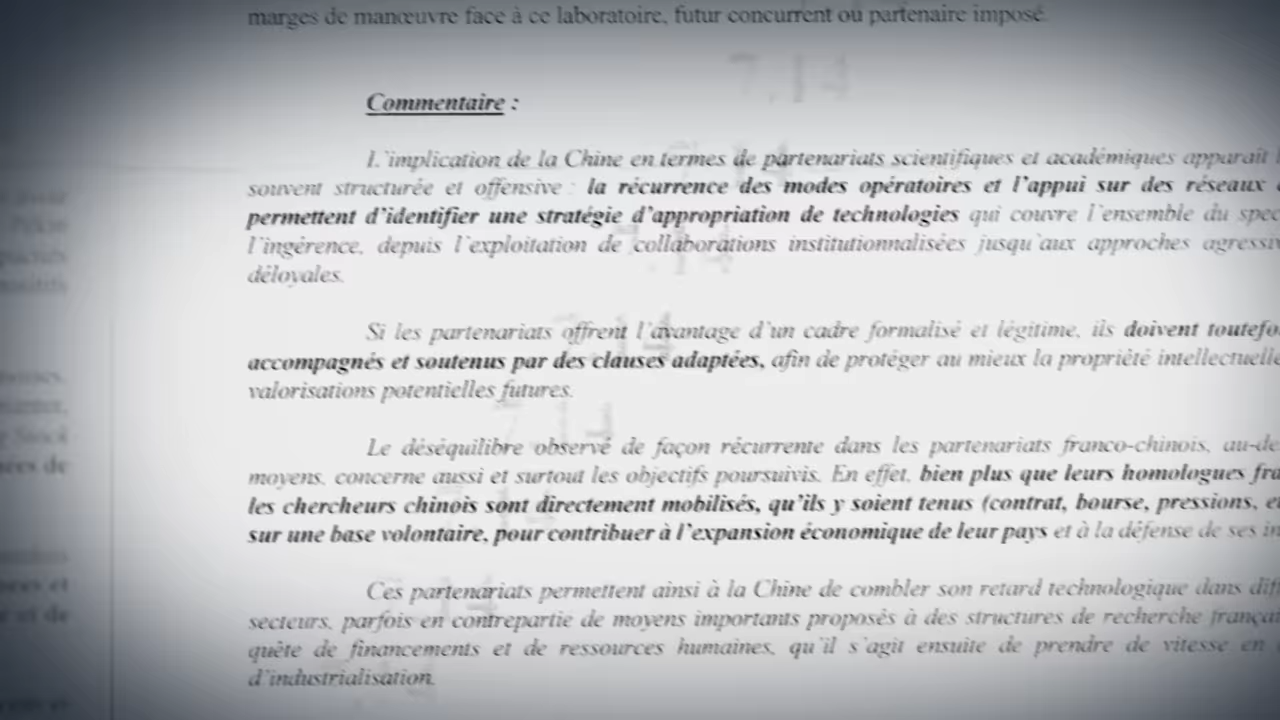 marges de manœuvre face à ce laboratoire, futur concurrent ou partenaire imposé.
Commentaire :
L'implication de la Chine en termes de partenariats scientifiques et académiques apparaît
souvent structurée et offensive : la récurrence des modes opératoires et l'appui sur des réseaux
permettent d'identifier une stratégie d'appropriation de technologies qui couvre l'ensemble du
l'ingérence, depuis l'exploitation de collaborations institutionnalisées jusqu'aux approches
déloyales.
Si les partenariats offrent l'avantage d'un cadre formalisé et légitime, ils doivent
accompagnés et soutenus par des clauses adaptées, afin de protéger au mieux la propriété intellectuelle
valorisations potentielles futures.
Le déséquilibre observé de façon récurrente dans les partenariats franco-chinois,
moyens, concerne aussi et surtout les objectifs poursuivis. En effet, bien plus que leurs homologues
les chercheurs chinois sont directement mobilisés, qu'ils y soient tenus (contrat, bourse, pressions,
sur une base volontaire, pour contribuer à l'expansion économique de leur pays et à la défense de ses
Ces partenariats permettent ainsi à la Chine de combler son retard technologique dans
secteurs, parfois en contrepartie de moyens importants proposés à des structures de recherche
quête de financements et de ressources humaines, qu'il s'agit ensuite de prendre de vitesse en
d'industrialisation.